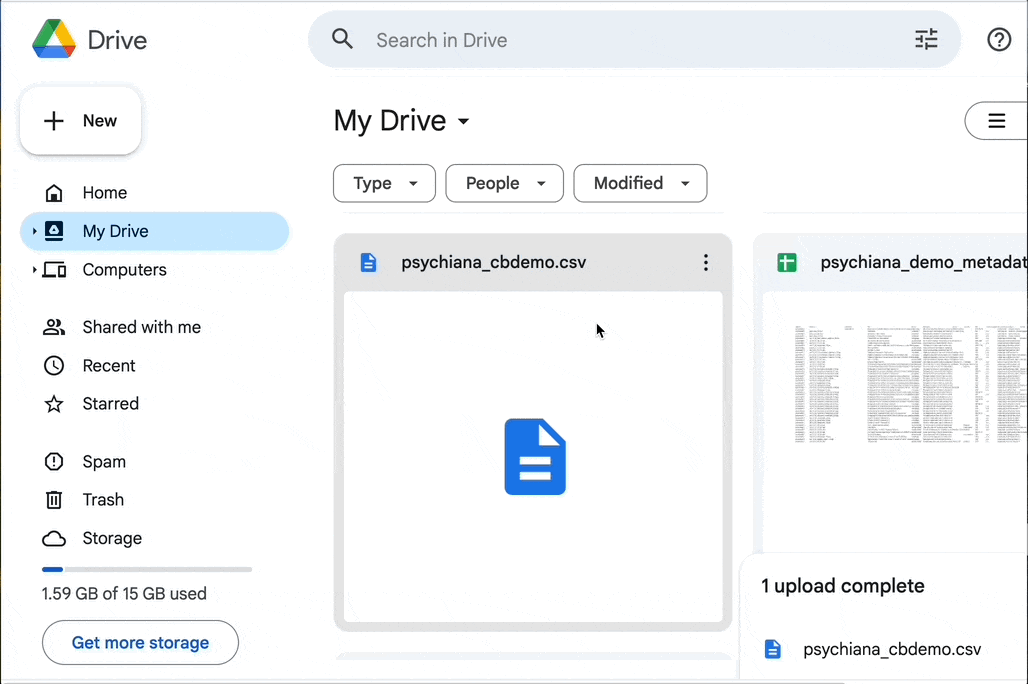 Drive
Search in Drive
New
My Drive
Type
People
Modified
Home
My Drive
Computers
Shared with me
Recent
Starred
Spam
Trash
Storage
1.59 GB of 15 GB used
Get more storage
psychiana_cbdemo.csv
psychiana_demo_metadat
1 upload complete
psychiana_cbdemo.csv